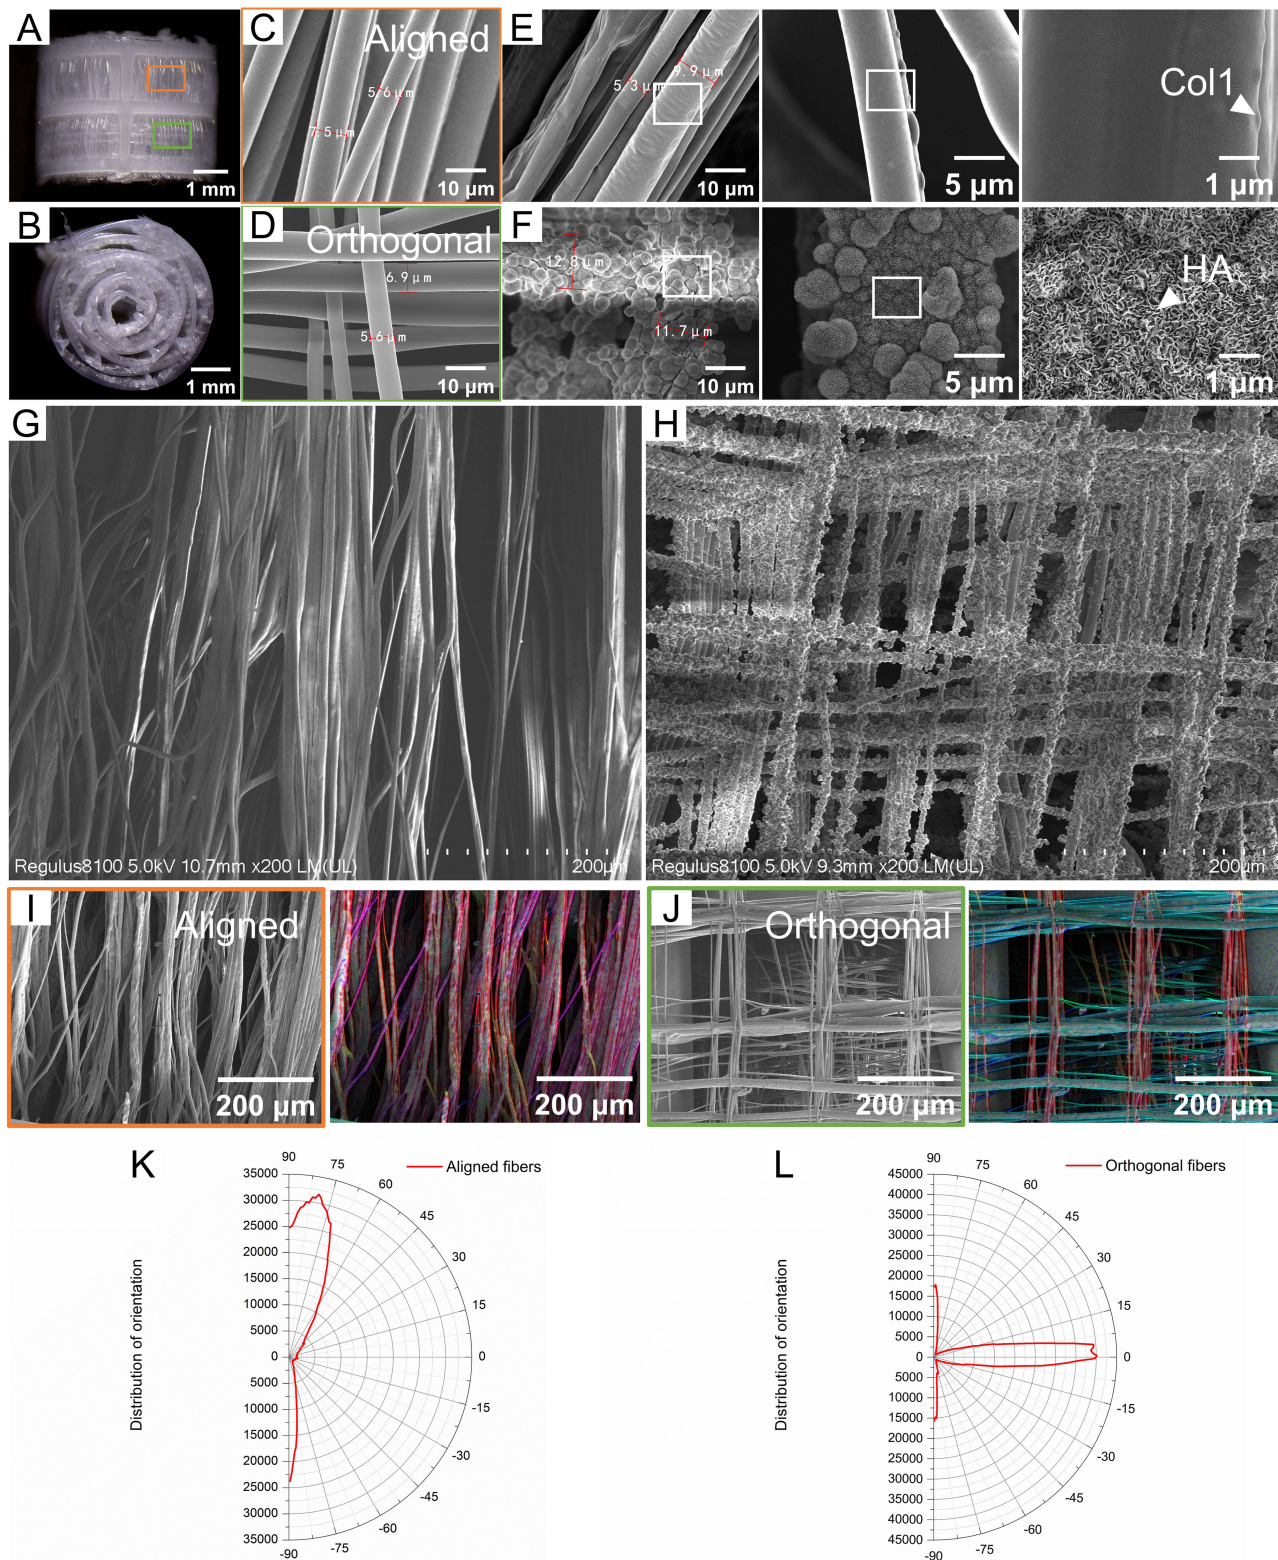 A
1 mm
C
Aligned
5.6 μm
7.5 μm
10 μm
E
5.3 μm
9.9 μm
10 μm
5 μm
Col1
1 μm
B
1 mm
D
Orthogonal
6.9 μm
5.6 μm
10 μm
F
12.8 μm
11.7 μm
10 μm
5 μm
HA
1 μm
G
Regulus8100 5.0kV 10.7mm x200 LM(UL)
200μm
H
Regulus8100 5.0kV 9.3mm x200 LM(UL)
200μm
I
Aligned
200 μm
200 μm
J
Orthogonal
200 μm
200 μm
K
Aligned fibers
Distribution of orientation
35000
30000
25000
20000
15000
10000
5000
0
5000
10000
15000
20000
25000
30000
35000
90
75
60
45
30
15
0
-15
-30
-45
-60
-75
-90
L
Orthogonal fibers
Distribution of orientation
45000
40000
35000
30000
25000
20000
15000
10000
5000
0
5000
10000
15000
20000
25000
30000
35000
40000
45000
90
75
60
45
30
15
0
-15
-30
-45
-60
-75
-90